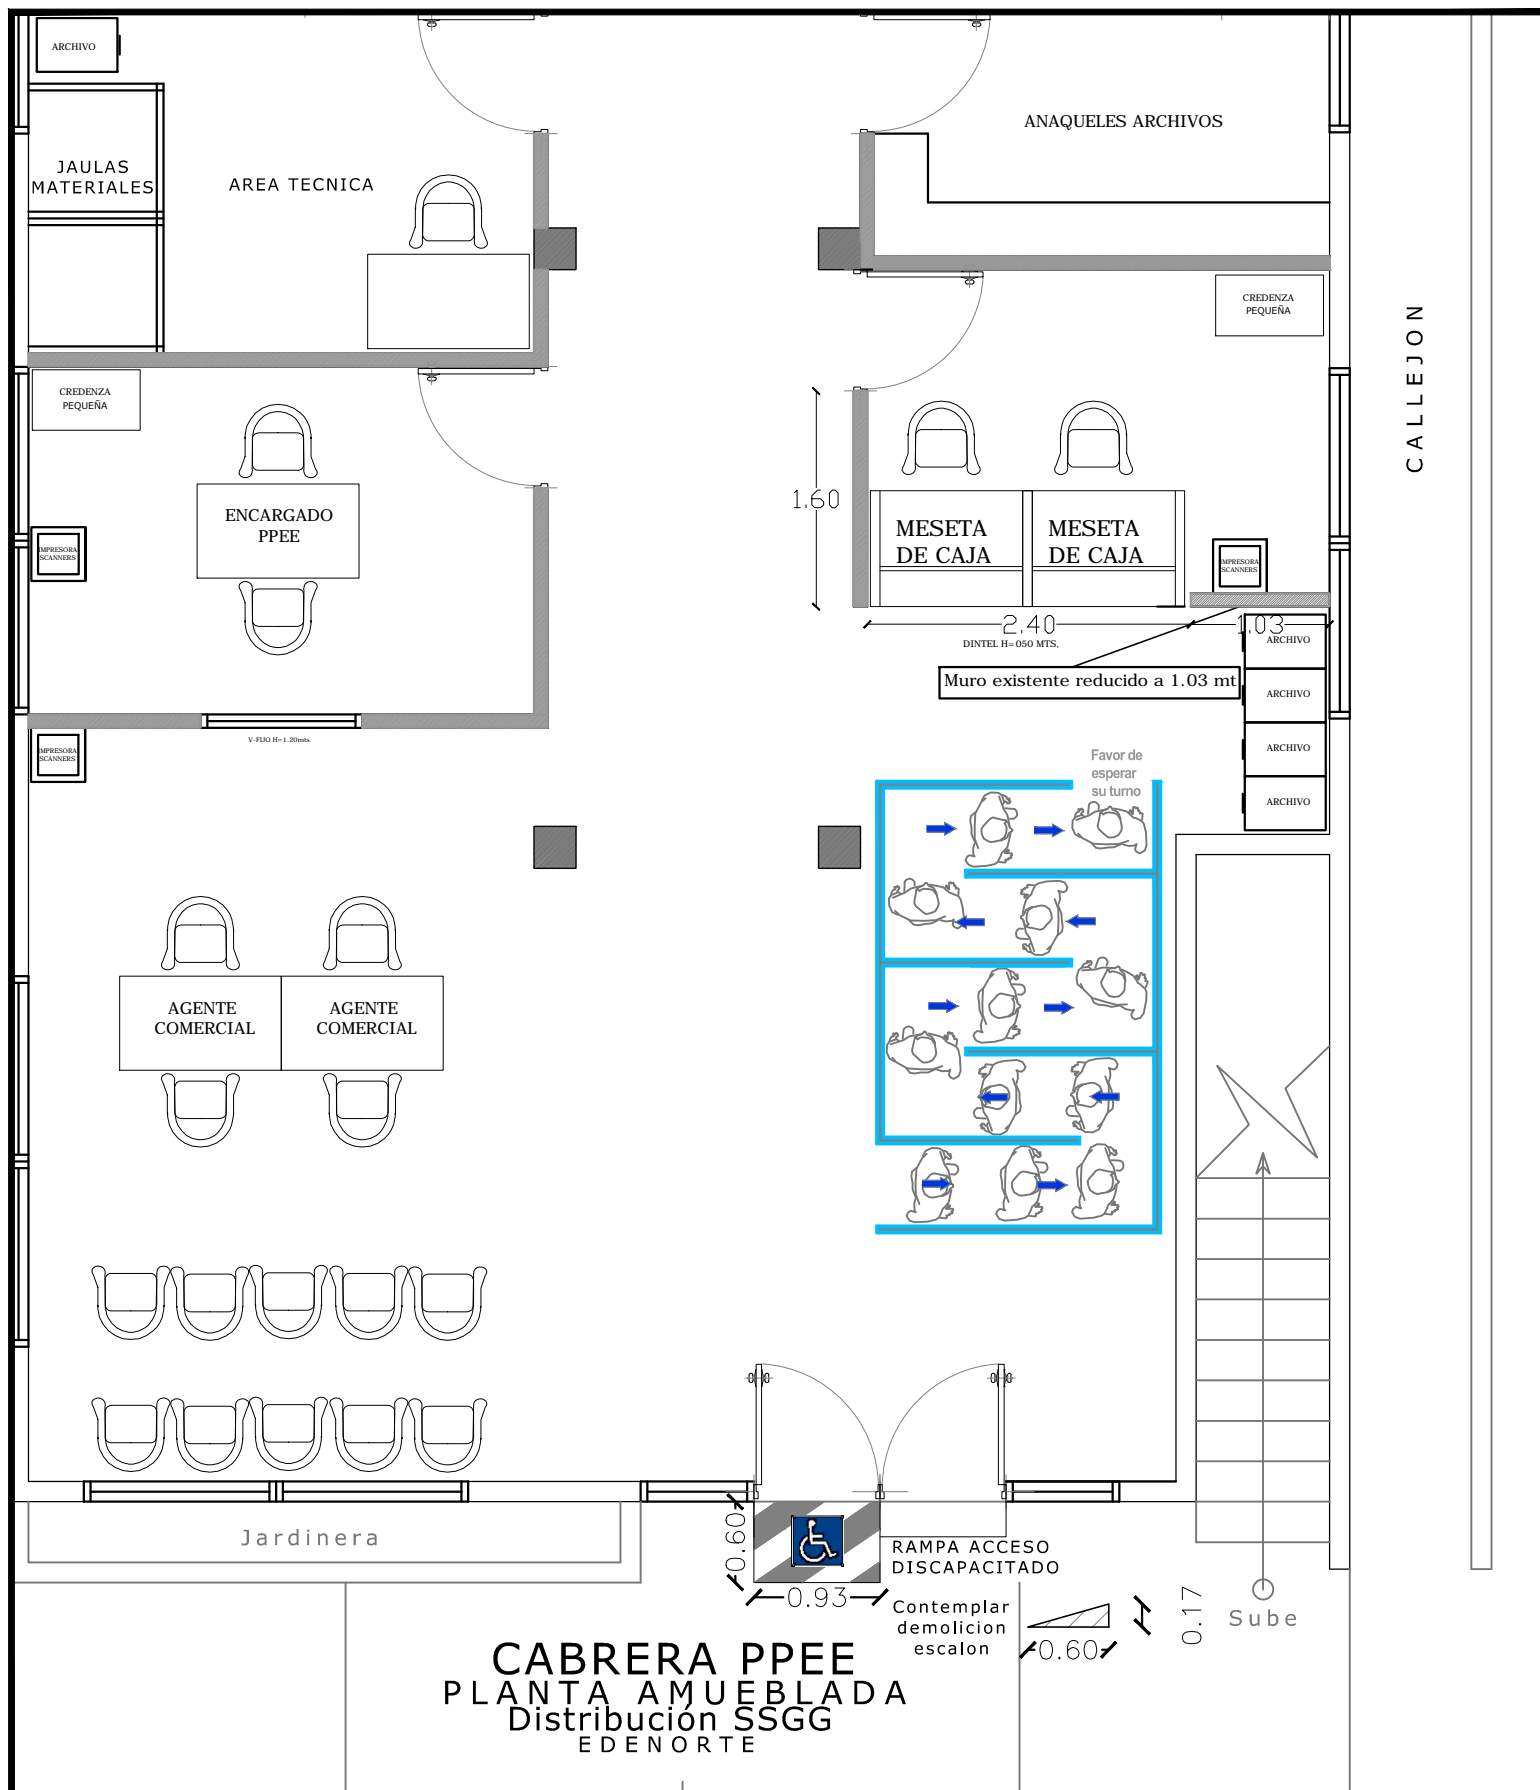 ARCHIVO
JAULAS
MATERIALES
AREA TECNICA
ANAQUELES ARCHIVOS
CREDENZA
PEQUEÑA
CALLEJON
CREDENZA
PEQUEÑA
ENCARGADO
PPEE
1.60
MESETA
DE CAJA
MESETA
DE CAJA
IMPRESORA
SCANNERS
IMPRESORA
SCANNERS
2.40
1.03
DINTEL H=050 MTS,
ARCHIVO
Muro existente reducido a 1.03 mt
ARCHIVO
V-FIJO H=1.20mts.
IMPRESORA
SCANNERS
ARCHIVO
Favor de
esperar
su turno
ARCHIVO
AGENTE
COMERCIAL
AGENTE
COMERCIAL
Jardinera
0.60
RAMPA ACCESO
DISCAPACITADO
0.93
Contemplar
demolicion
escalon
0.60
0.17
Sube
CABRERA PPEE
PLANTA AMUEBLADA
Distribución SSGG
EDENORTE